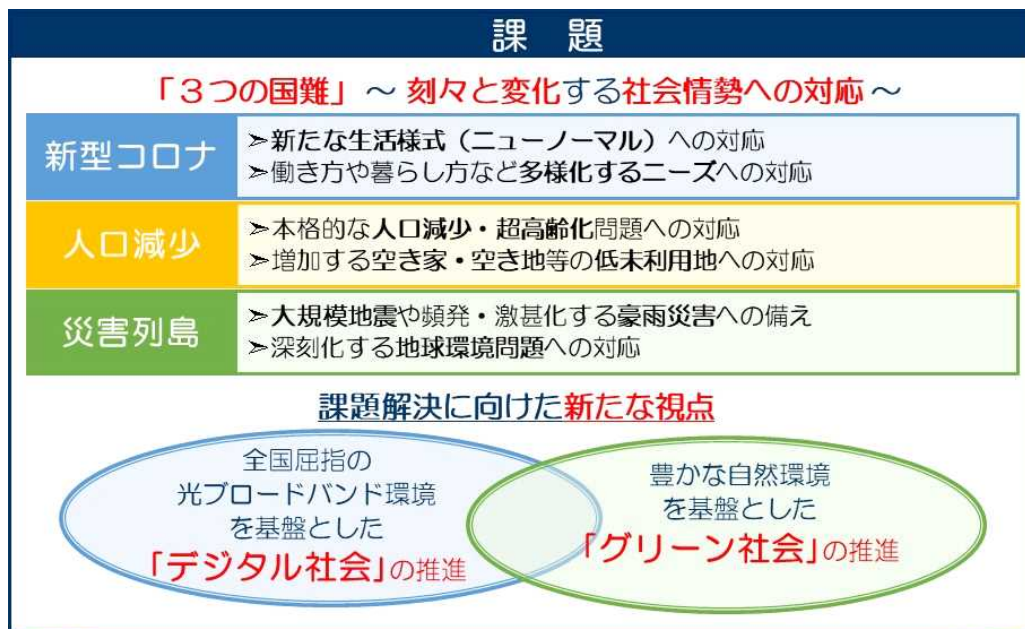 課 題
「３つの国難」 ～ 刻々と変化する社会情勢への対応 ～
新型コロナ
➢新たな生活様式（ニューノーマル）への対応
➢働き方や暮らし方など多様化するニーズへの対応
人口減少
➢本格的な人口減少・超高齢化問題への対応
➢増加する空き家・空き地等の低未利用地への対応
災害列島
➢大規模地震や頻発・激甚化する豪雨災害への備え
➢深刻化する地球環境問題への対応
課題解決に向けた新たな視点
全国屈指の
光ブロードバンド環境
を基盤とした
「デジタル社会」の推進
豊かな自然環境
を基盤とした
「グリーン社会」の推進